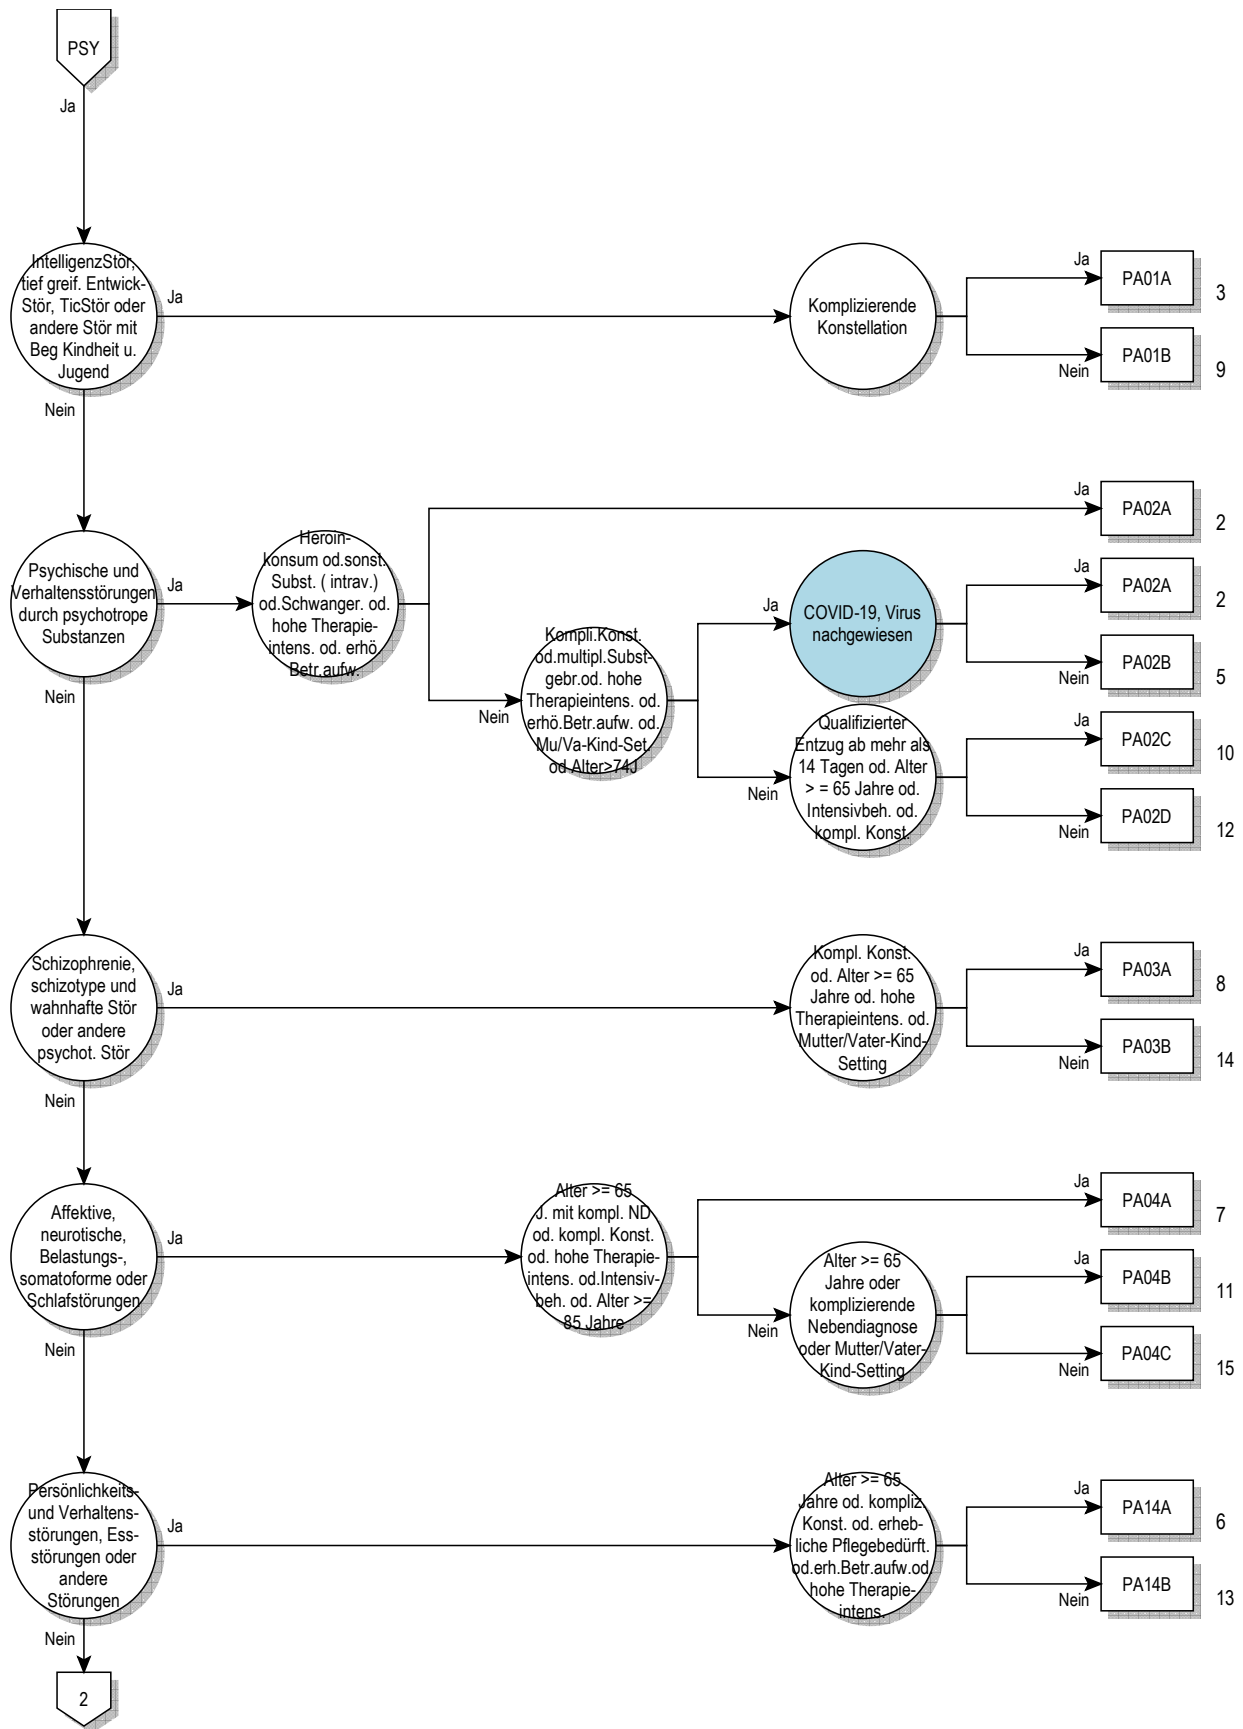 PSY
Ja
IntelligenzStör,
tief greif. Entwick-
Stör, TicStör oder
andere Stör mit
Beg Kindheit u.
Jugend
Ja
Komplizierende
Konstellation
Ja
PA01A
3
Nein
PA01B
9
Nein
Psychische und
Verhaltensstörungen
durch psychotrope
Substanzen
Ja
Heroin-
konsum od.sonst.
Subst. ( intrav.)
od.Schwanger. od.
hohe Therapie-
intens. od. erhö.
Betr.aufw.
Ja
PA02A
2
Nein
Kompli.Konst.
od.multipl.Subst-
gebr.od. hohe
Therapieintens. od.
erhö.Betr.aufw. od.
Mu/Va-Kind-Set.
od Alter>74J
Ja
COVID-19, Virus
nachgewiesen
Ja
PA02A
2
Nein
PA02B
5
Nein
Qualifizierter
Entzug ab mehr als
14 Tagen od. Alter
> = 65 Jahre od.
Intensivbeh. od.
kompl. Konst.
Ja
PA02C
10
Nein
PA02D
12
Nein
Schizophrenie,
schizotype und
wahnhafte Stör
oder andere
psychot. Stör
Ja
Kompl. Konst.
od. Alter >= 65
Jahre od. hohe
Therapieintens. od.
Mutter/Vater-Kind-
Setting
Ja
PA03A
8
Nein
PA03B
14
Nein
Affektive,
neurotische,
Belastungs-,
somatoforme oder
Schlafstörungen
Ja
Alter >= 65
J. mit kompl. ND
od. kompl. Konst.
od. hohe Therapie-
intens. od.Intensiv-
beh. od. Alter >=
85 Jahre
Ja
PA04A
7
Nein
Alter >= 65
Jahre oder
komplizierende
Nebendiagnose
oder Mutter/Vater-
Kind-Setting
Ja
PA04B
11
Nein
PA04C
15
Nein
Persönlichkeits-
und Verhaltens-
störungen, Ess-
störungen oder
andere
Störungen
Ja
Alter >= 65
Jahre od. kompliz.
Konst. od. erheb-
liche Pflegebedürft.
od.erh.Betr.aufw.od.
hohe Therapie-
intens.
Ja
PA14A
6
Nein
PA14B
13
Nein
2